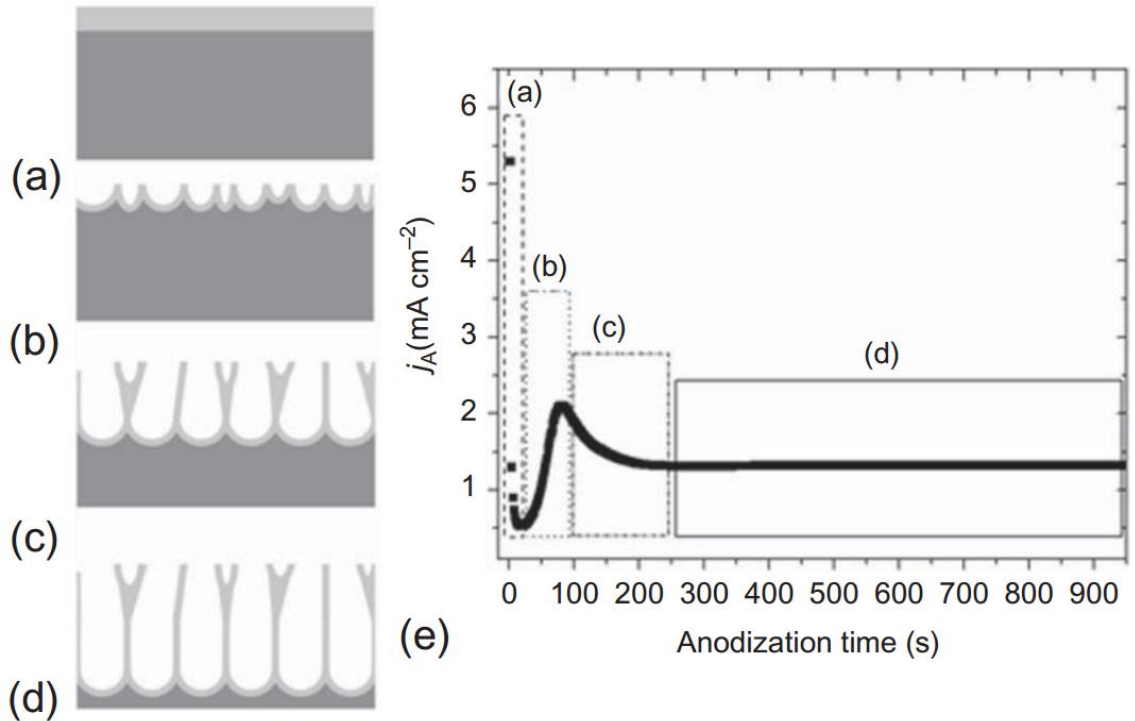 (a)
(b)
(c)
(d)
(e)
(a)
(b)
(c)
(d)
6
5
4
3
2
1
j_A(mA cm⁻²)
0 100 200 300 400 500 600 700 800 900
Anodization time (s)